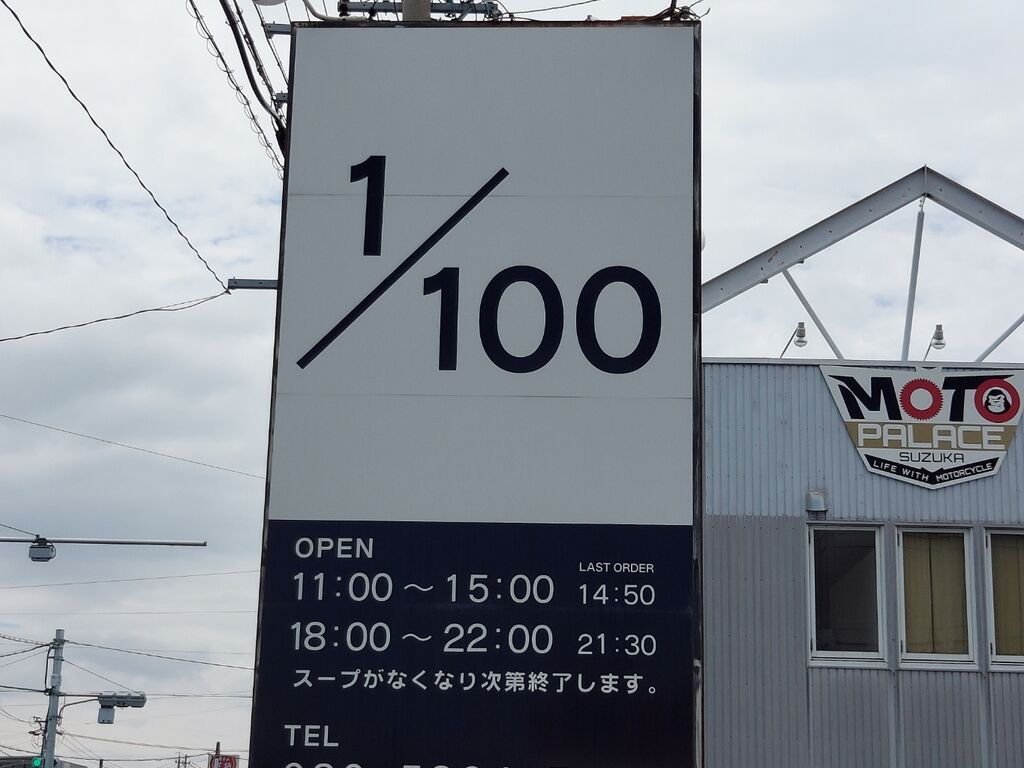 1/100
OPEN
LAST ORDER
11:00～15:00 14:50
18:00～22:00 21:30
スープがなくなり次第終了します。
TEL
MOTO
PALACE
SUZUKA
LIFE WITH MOTORCYCLE